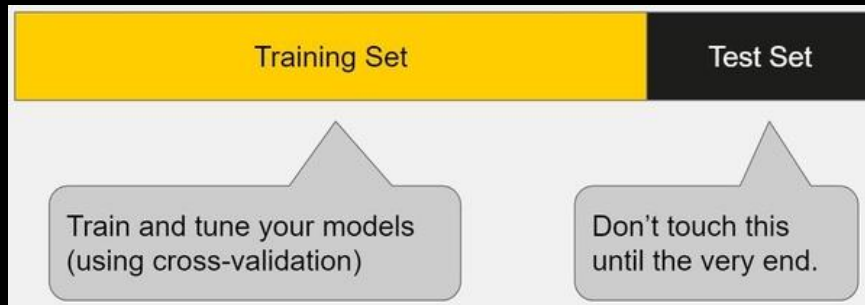 Training Set
Test Set
Train and tune your models
(using cross-validation)
Don’t touch this
until the very end.